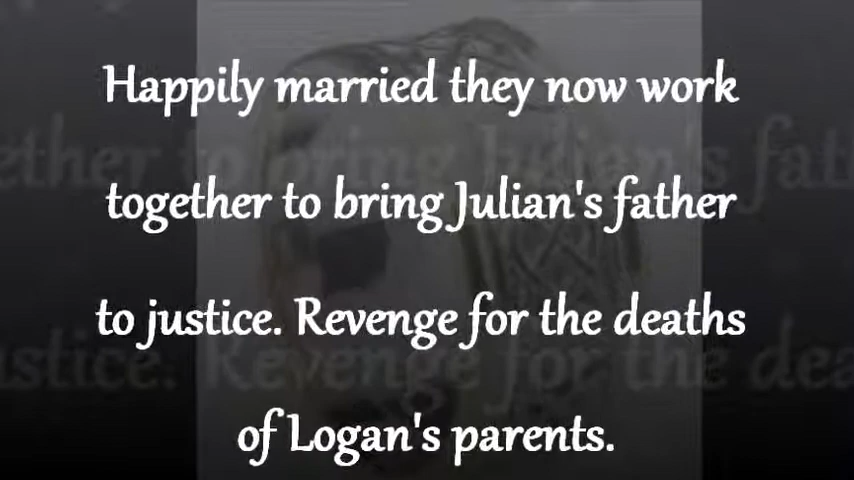 Happily married they now work
together to bring Julian's father
to justice. Revenge for the deaths
of Logan's parents.